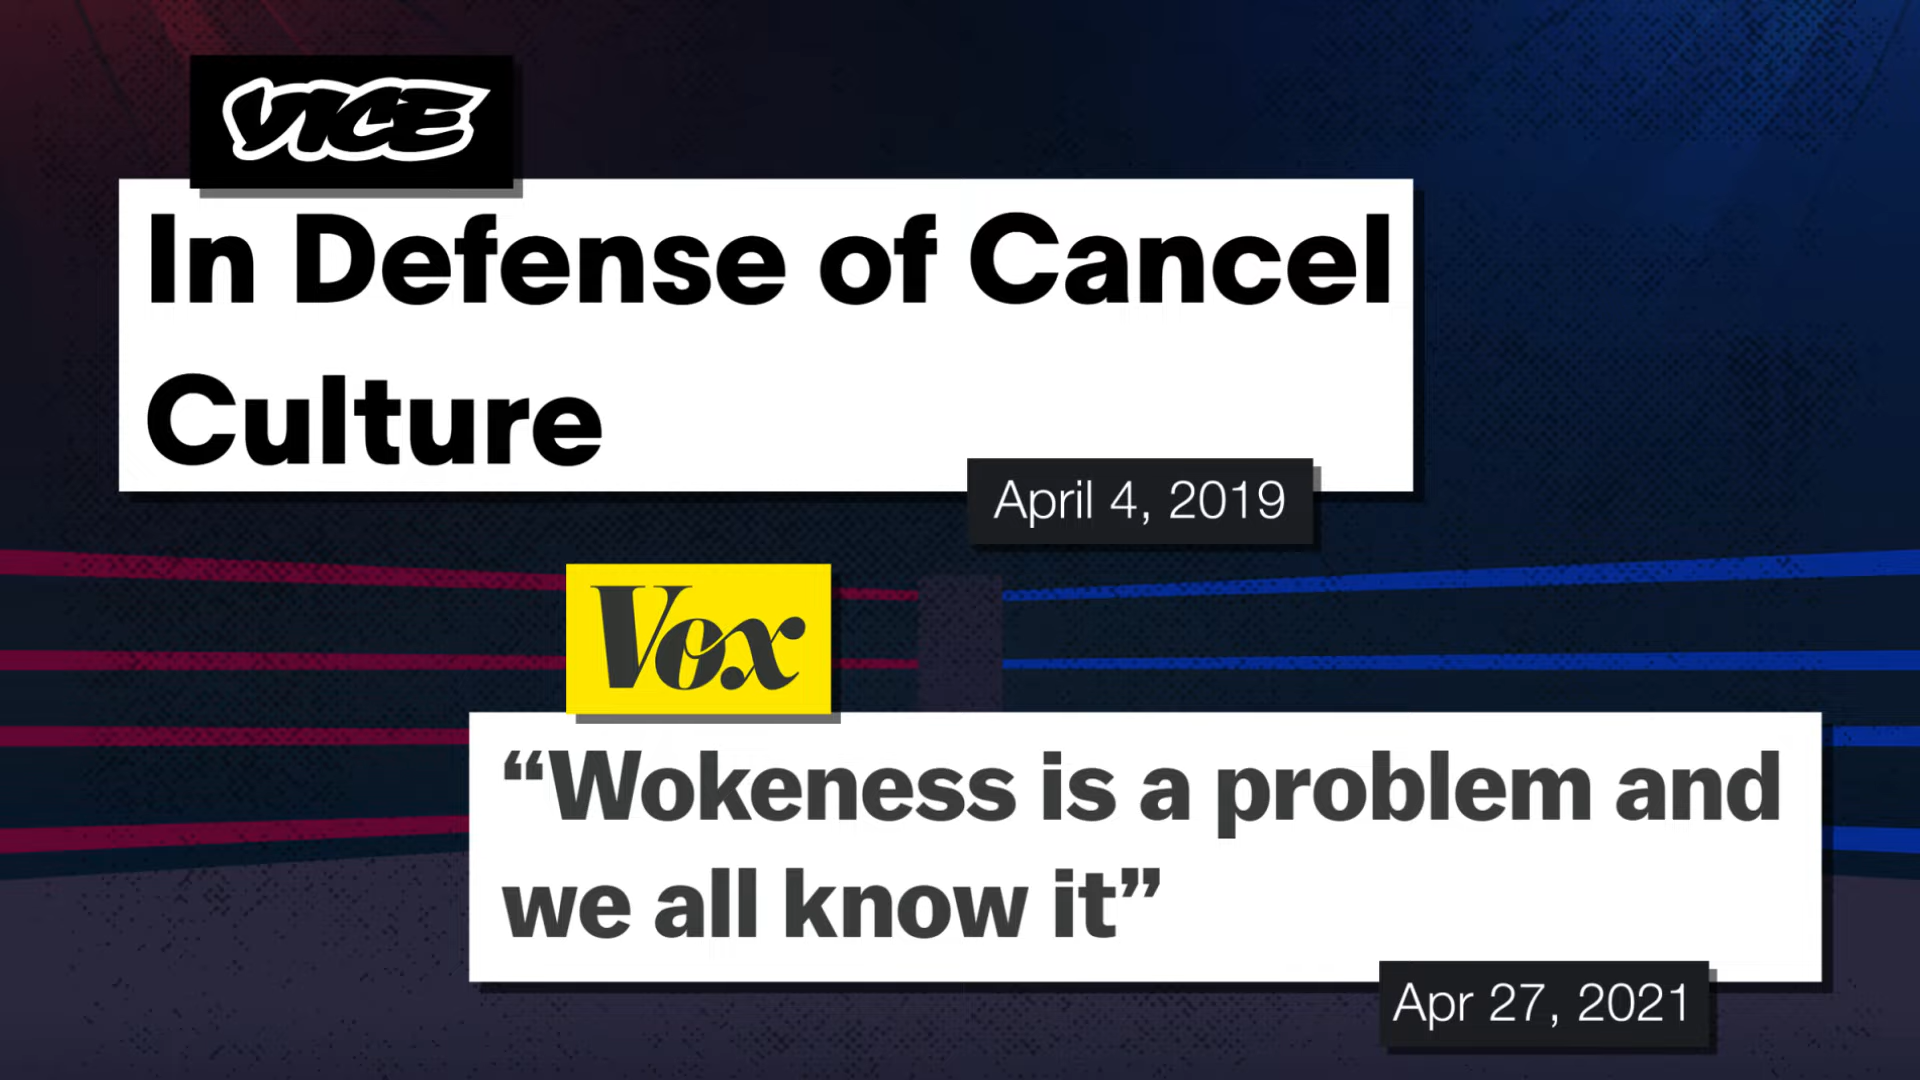 VICE
In Defense of Cancel
Culture
April 4, 2019
Vox
“Wokeness is a problem and
we all know it”
Apr 27, 2021